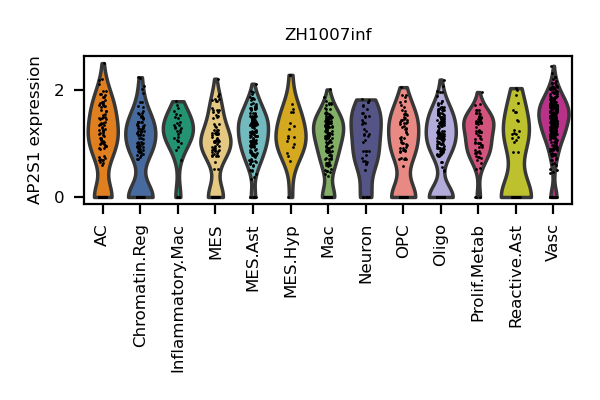 ZH1007inf
AP2S1 expression
2
0
AC
Chromatin.Reg
Inflammatory.Mac
MES
MES.Ast
MES.Hyp
Mac
Neuron
OPC
Oligo
Prolif.Metab
Reactive.Ast
Vasc